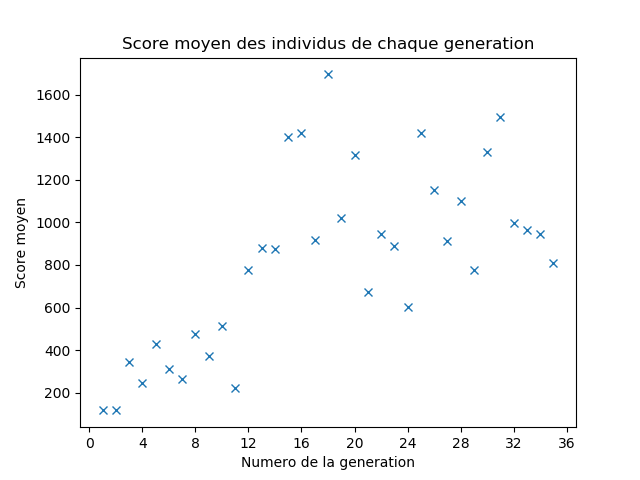 Score moyen des individus de chaque generation
Score moyen
1600
1400
1200
1000
800
600
400
200
0 4 8 12 16 20 24 28 32 36
Numero de la generation